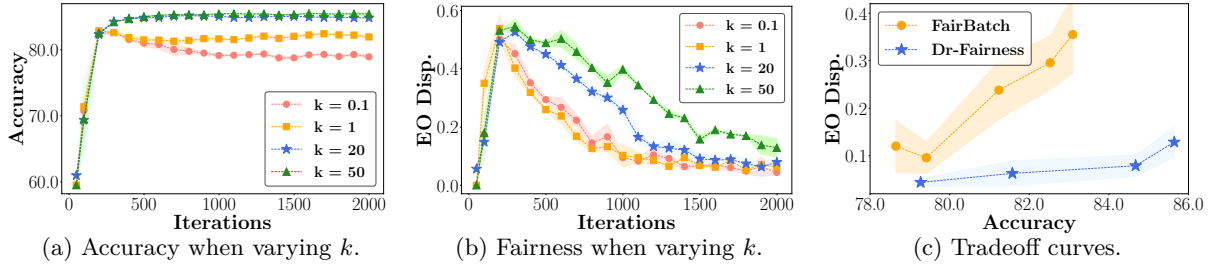 Accuracy
80.0
70.0
60.0
k = 0.1
k = 1
k = 20
k = 50
0
500
1000
1500
2000
Iterations
(a) Accuracy when varying k.
EO Disp.
0.6
0.4
0.2
0.0
k = 0.1
k = 1
k = 20
k = 50
0
500
1000
1500
2000
Iterations
(b) Fairness when varying k.
EO Disp.
0.4
0.3
0.2
0.1
FairBatch
Dr-Fairness
78.0
80.0
82.0
84.0
86.0
Accuracy
(c) Tradeoff curves.